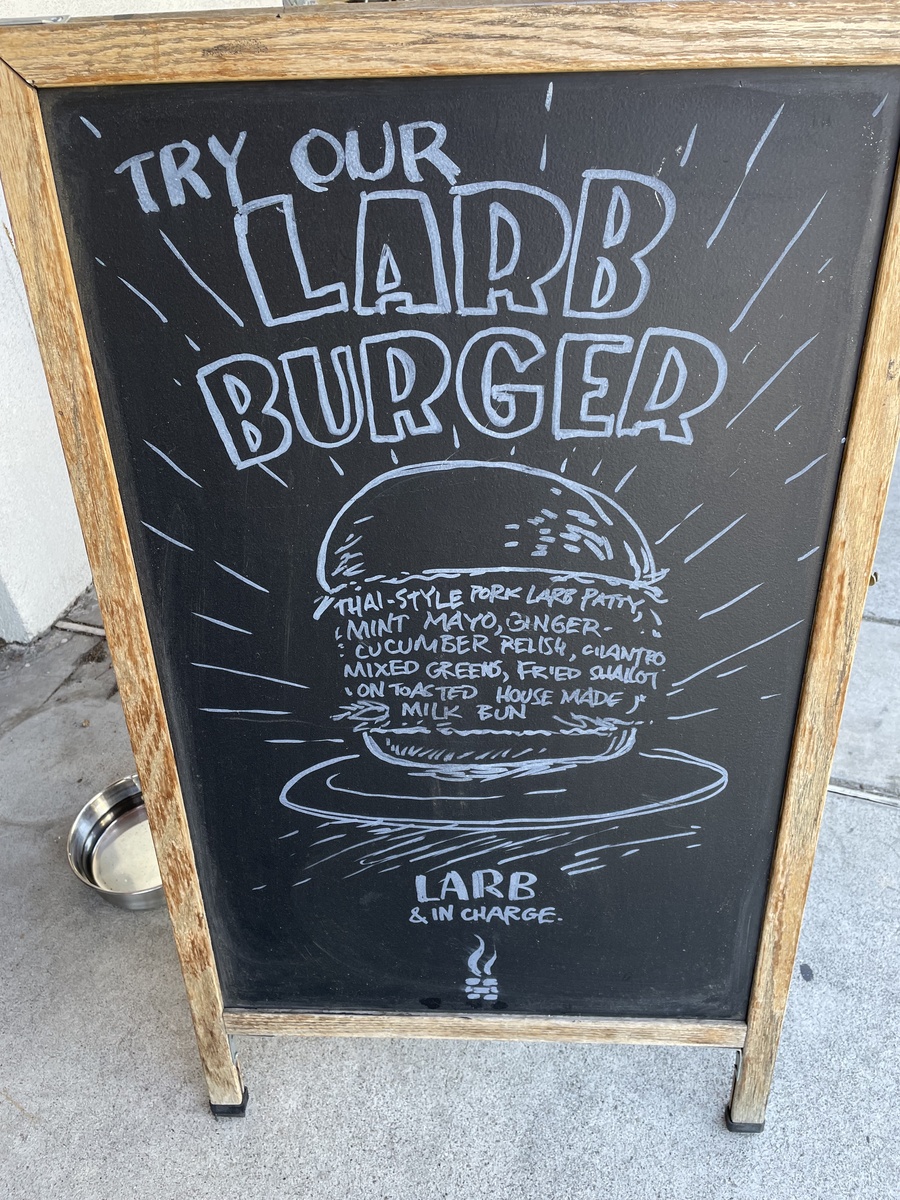 TRY OUR
LARB
BURGER
THAI-STYLE PORK LARB PATTY,
MINT MAYO, GINGER-
CUCUMBER RELISH, CILANTRO
MIXED GREENS, FRIED SHALLOT
ON TOASTED HOUSE MADE
MILK BUN
LARB
& IN CHARGE.